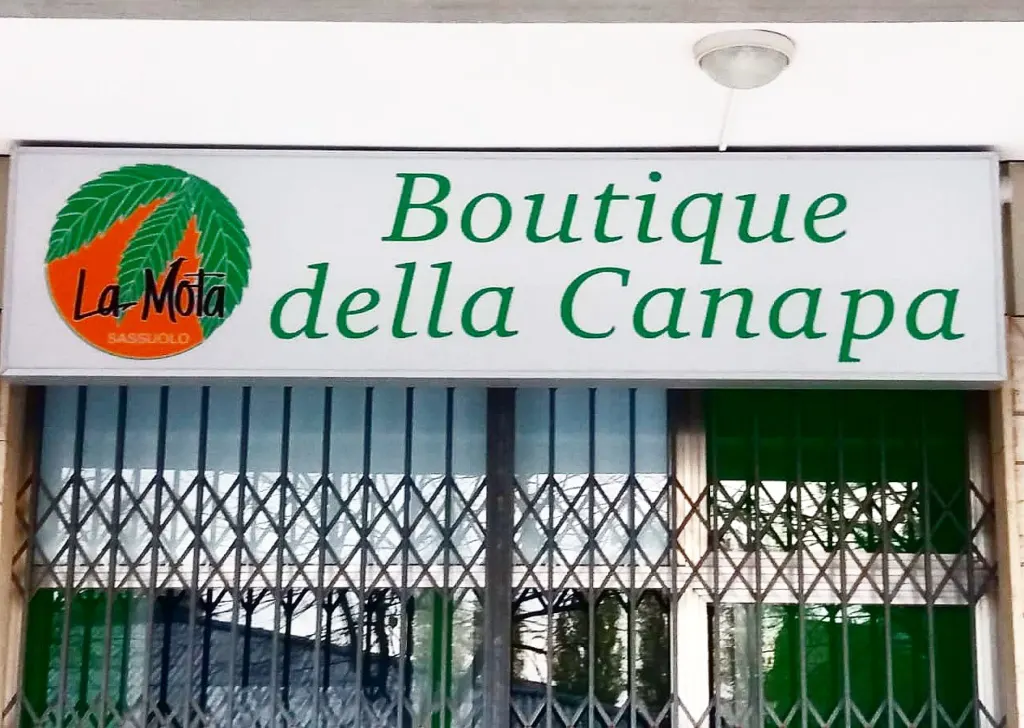 La Mota
SASSUOLO
Boutique
della Canapa